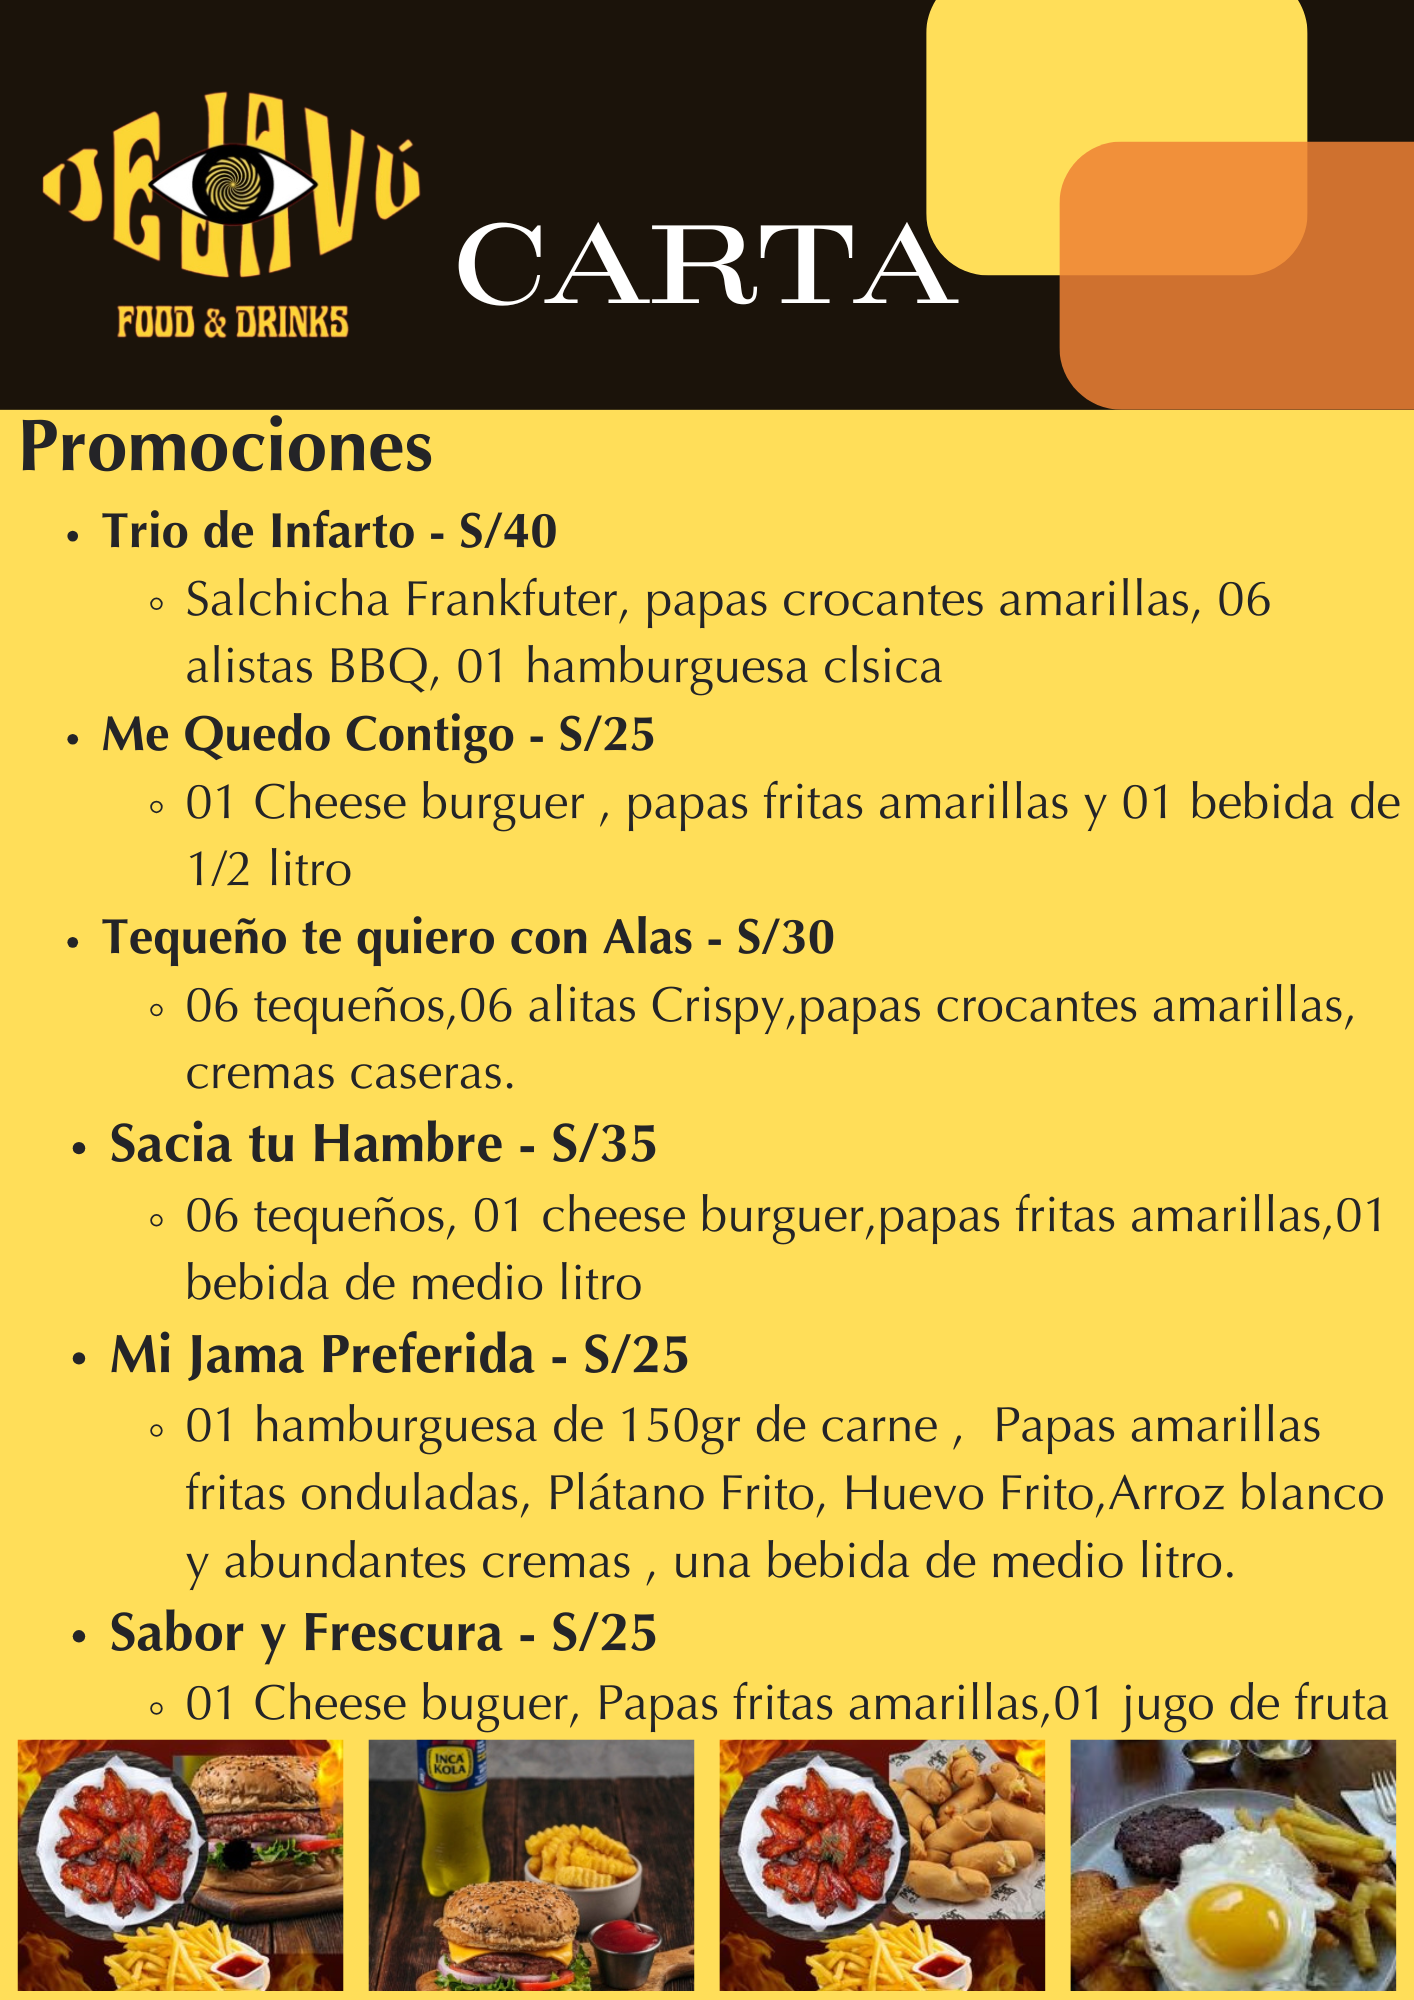 DEJAVÚ
FOOD & DRINKS
CARTA
Promociones
• Trio de Infarto - S/40
◦ Salchicha Frankfuter, papas crocantes amarillas, 06
alistas BBQ, 01 hamburguesa clsica
• Me Quedo Contigo - S/25
◦ 01 Cheese burguer , papas fritas amarillas y 01 bebida de
1/2 litro
• Tequeño te quiero con Alas - S/30
◦ 06 tequeños,06 alitas Crispy,papas crocantes amarillas,
cremas caseras.
• Sacia tu Hambre - S/35
◦ 06 tequeños, 01 cheese burguer,papas fritas amarillas,01
bebida de medio litro
• Mi Jama Preferida - S/25
◦ 01 hamburguesa de 150gr de carne ,  Papas amarillas
fritas onduladas, Plátano Frito, Huevo Frito,Arroz blanco
y abundantes cremas , una bebida de medio litro.
• Sabor y Frescura - S/25
◦ 01 Cheese buguer, Papas fritas amarillas,01 jugo de fruta
INCA
KOLA